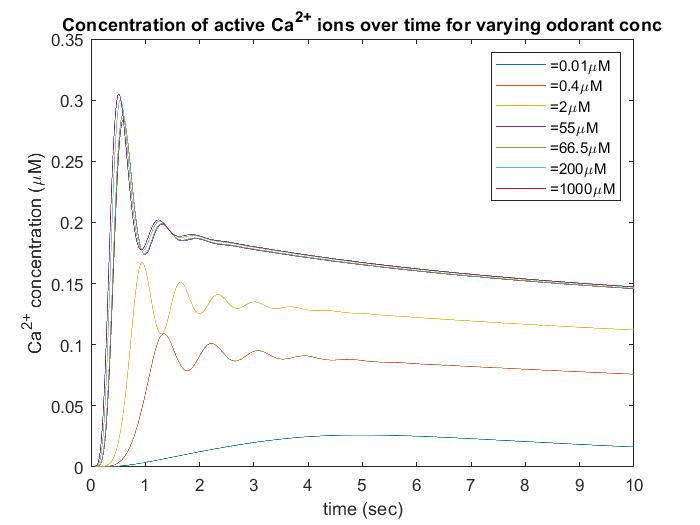 Concentration of active Ca2+ ions over time for varying odorant conc
0.35
0.3
0.25
0.2
0.15
0.1
0.05
0
Ca2+ concentration (μM)
=0.01μM
=0.4μM
=2μM
=55μM
=66.5μM
=200μM
=1000μM
0 1 2 3 4 5 6 7 8 9 10
time (sec)